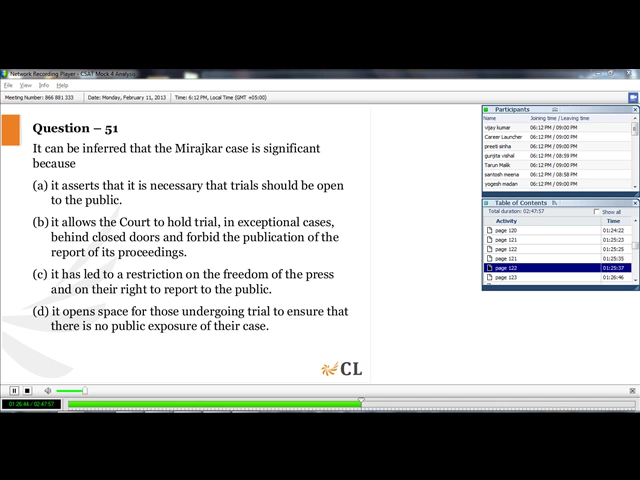 Network Recording Player - CSAT Mock 4 Analysis
File View Info Help
Meeting Number: 866 881 333 Date: Monday, February 11, 2013 Time: 6:12 PM, Local Time (GMT +05:00)
Question – 51
It can be inferred that the Mirajkar case is significant
because
(a) it asserts that it is necessary that trials should be open
to the public.
(b) it allows the Court to hold trial, in exceptional cases,
behind closed doors and forbid the publication of the
report of its proceedings.
(c) it has led to a restriction on the freedom of the press
and on their right to report to the public.
(d) it opens space for those undergoing trial to ensure that
there is no public exposure of their case.
CL
Participants
Name Joining time / Leaving time
vijay kumar 06:12 PM / 09:00 PM
Career Launcher 06:12 PM / 09:00 PM
preeti sinha 06:12 PM / 09:00 PM
gunjita vishal 06:12 PM / 08:59 PM
Tarun Malik 06:12 PM / 09:00 PM
santosh meena 06:12 PM / 08:58 PM
yogesh madan 06:12 PM / 09:00 PM
Table of Contents
Total duration: 02:47:57 Show all
Activity Time
page 120 01:24:22
page 121 01:25:23
page 122 01:25:25
page 121 01:25:35
page 122 01:25:37
page 123 01:26:46
01:26:44 / 02:47:57